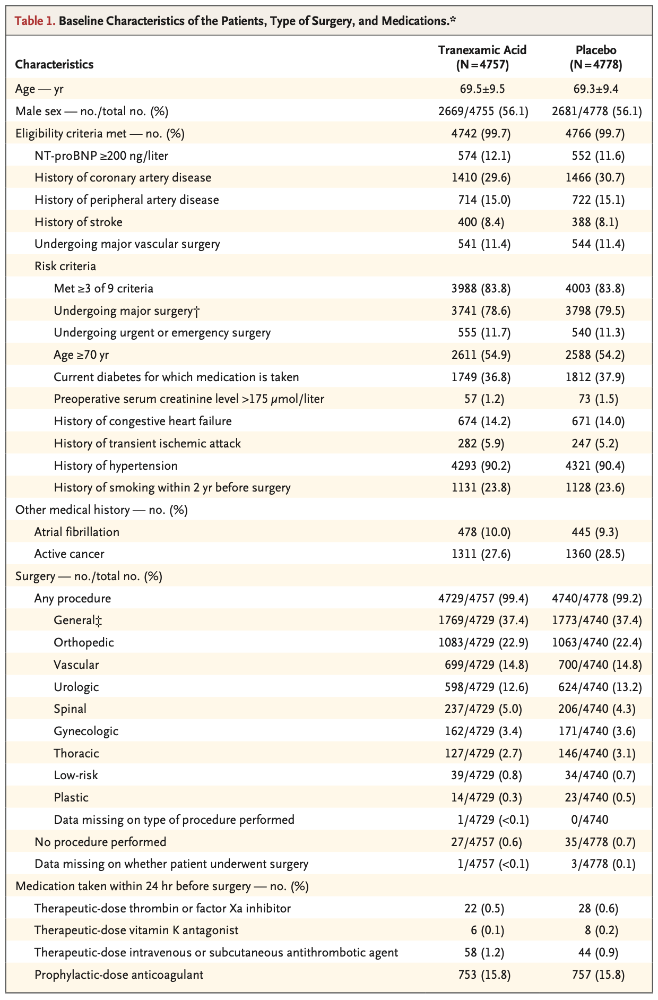 Table 1. Baseline Characteristics of the Patients, Type of Surgery, and Medications.*
Characteristics Tranexamic Acid (N=4757) Placebo (N=4778)
Age — yr 69.5±9.5 69.3±9.4
Male sex — no./total no. (%) 2669/4755 (56.1) 2681/4778 (56.1)
Eligibility criteria met — no. (%) 4742 (99.7) 4766 (99.7)
NT-proBNP ≥200 ng/liter 574 (12.1) 552 (11.6)
History of coronary artery disease 1410 (29.6) 1466 (30.7)
History of peripheral artery disease 714 (15.0) 722 (15.1)
History of stroke 400 (8.4) 388 (8.1)
Undergoing major vascular surgery 541 (11.4) 544 (11.4)
Risk criteria
Met ≥3 of 9 criteria 3988 (83.8) 4003 (83.8)
Undergoing major surgery† 3741 (78.6) 3798 (79.5)
Undergoing urgent or emergency surgery 555 (11.7) 540 (11.3)
Age ≥70 yr 2611 (54.9) 2588 (54.2)
Current diabetes for which medication is taken 1749 (36.8) 1812 (37.9)
Preoperative serum creatinine level >175 μmol/liter 57 (1.2) 73 (1.5)
History of congestive heart failure 674 (14.2) 671 (14.0)
History of transient ischemic attack 282 (5.9) 247 (5.2)
History of hypertension 4293 (90.2) 4321 (90.4)
History of smoking within 2 yr before surgery 1131 (23.8) 1128 (23.6)
Other medical history — no. (%)
Atrial fibrillation 478 (10.0) 445 (9.3)
Active cancer 1311 (27.6) 1360 (28.5)
Surgery — no./total no. (%)
Any procedure 4729/4757 (99.4) 4740/4778 (99.2)
General‡ 1769/4729 (37.4) 1773/4740 (37.4)
Orthopedic 1083/4729 (22.9) 1063/4740 (22.4)
Vascular 699/4729 (14.8) 700/4740 (14.8)
Urologic 598/4729 (12.6) 624/4740 (13.2)
Spinal 237/4729 (5.0) 206/4740 (4.3)
Gynecologic 162/4729 (3.4) 171/4740 (3.6)
Thoracic 127/4729 (2.7) 146/4740 (3.1)
Low-risk 39/4729 (0.8) 34/4740 (0.7)
Plastic 14/4729 (0.3) 23/4740 (0.5)
Data missing on type of procedure performed 1/4729 (<0.1) 0/4740
No procedure performed 27/4757 (0.6) 35/4778 (0.7)
Data missing on whether patient underwent surgery 1/4757 (<0.1) 3/4778 (0.1)
Medication taken within 24 hr before surgery — no. (%)
Therapeutic-dose thrombin or factor Xa inhibitor 22 (0.5) 28 (0.6)
Therapeutic-dose vitamin K antagonist 6 (0.1) 8 (0.2)
Therapeutic-dose intravenous or subcutaneous antithrombotic agent 58 (1.2) 44 (0.9)
Prophylactic-dose anticoagulant 753 (15.8) 757 (15.8)